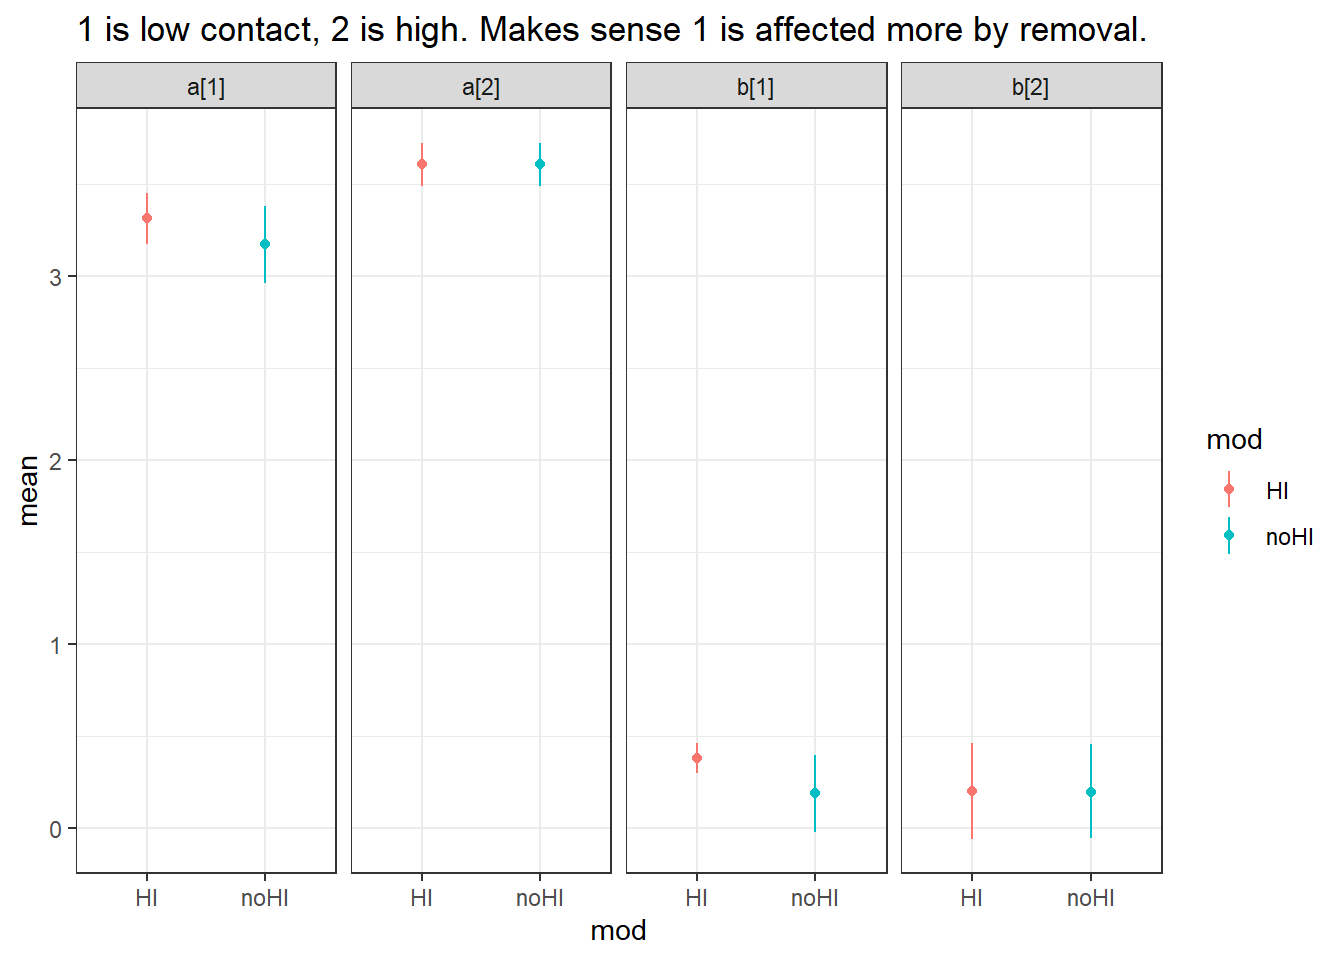 1 is low contact, 2 is high. Makes sense 1 is affected more by removal.
a[1] a[2] b[1] b[2]
mean
3
2
1
0
HI noHI HI noHI HI noHI HI noHI
mod
mod
HI
noHI